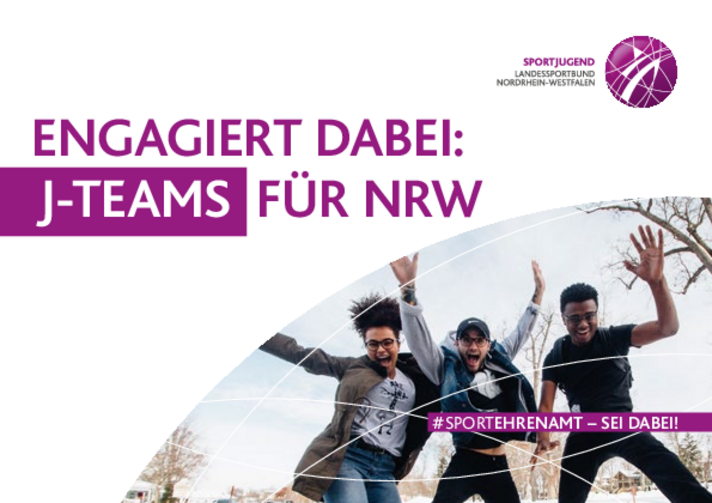 SPORTJUGEND
LANDESSPORTBUND
NORDRHEIN-WESTFALEN
ENGAGIERT DABEI:
J-TEAMS FÜR NRW
#SPORTEHRENAMT – SEI DABEI!